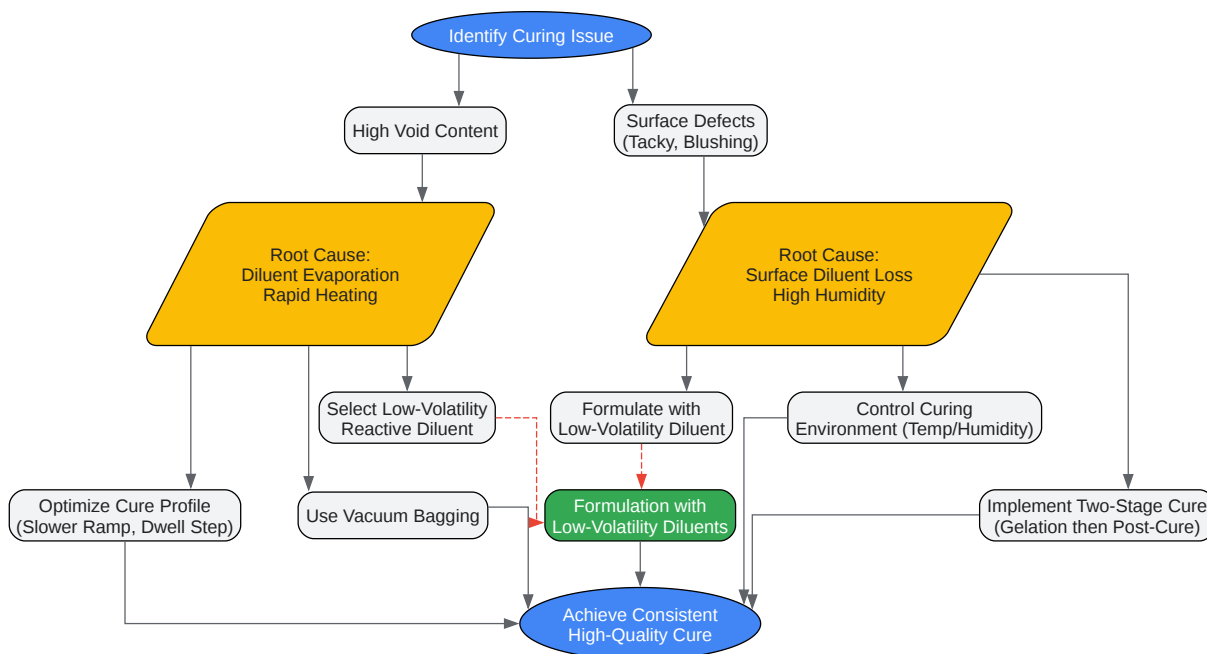 Identify Curing Issue
High Void Content
Surface Defects
(Tacky, Blushing)
Root Cause:
Diluent Evaporation
Rapid Heating
Root Cause:
Surface Diluent Loss
High Humidity
Select Low-Volatility
Reactive Diluent
Formulate with
Low-Volatility Diluent
Control Curing
Environment (Temp/Humidity)
Optimize Cure Profile
(Slower Ramp, Dwell Step)
Use Vacuum Bagging
Formulation with
Low-Volatility Diluents
Implement Two-Stage Cure
(Gelation then Post-Cure)
Achieve Consistent
High-Quality Cure